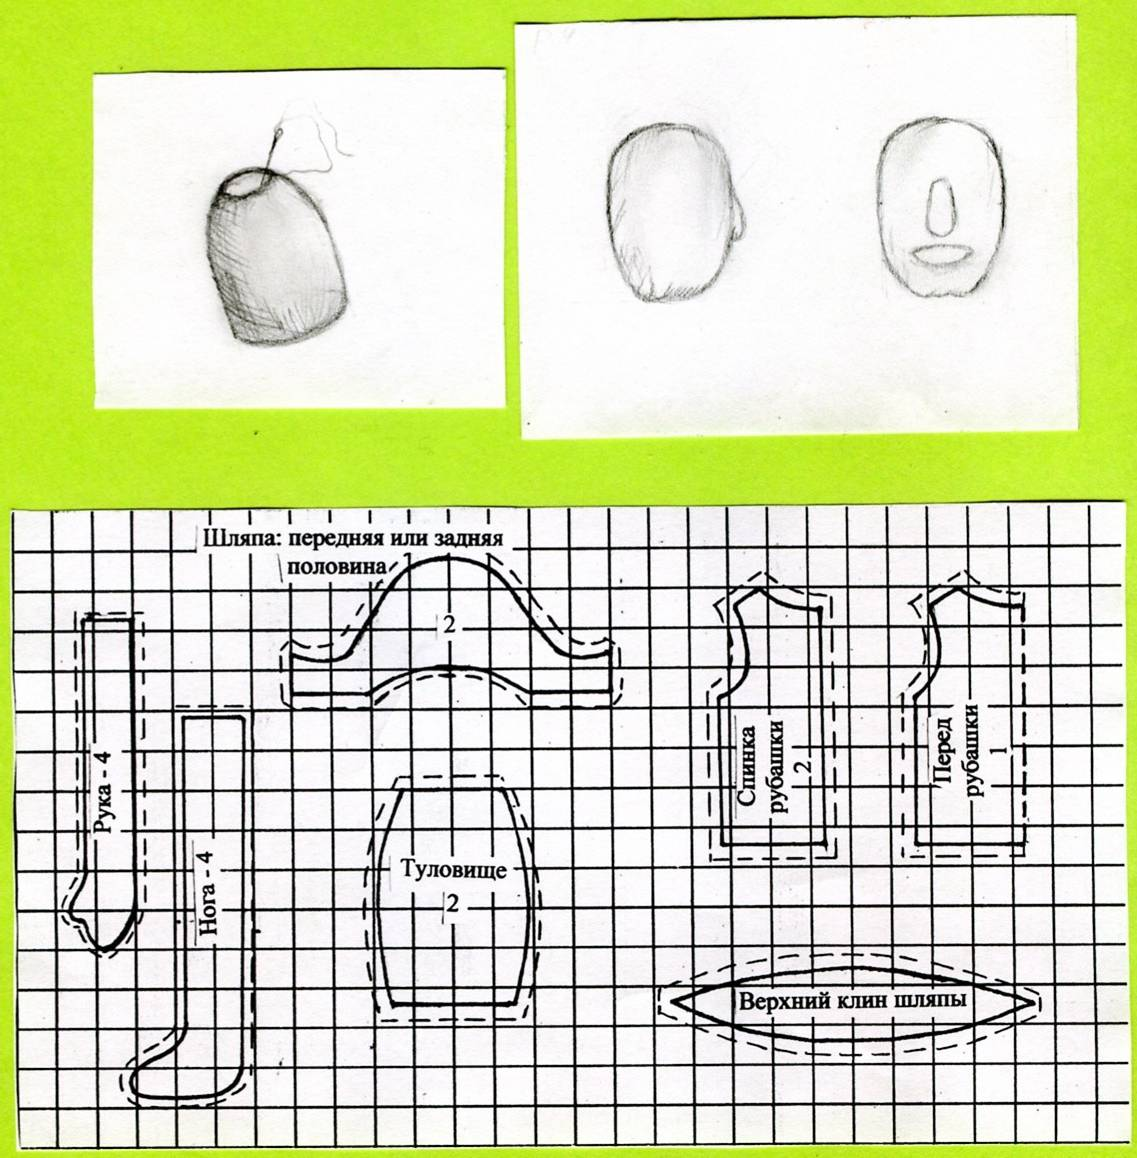 Шляпа: передняя или задняя
половина
2
Рука - 4
Нога - 4
Туловище
2
Спинка
рубашки
2
Перед
рубашки
1
Верхний клин шляпы